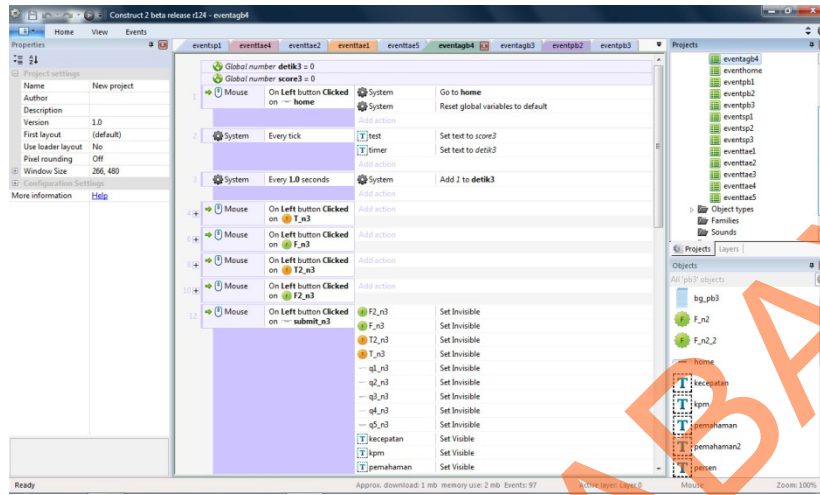 Construct 2 beta release r124 - eventagb4
Home View Events
Properties
Project settings
Name New project
Author
Description
Version 1.0
First layout (default)
Use loader layout No
Pixel rounding Off
Window Size 266, 480
Configuration Settings
More information Help
eventsp1 eventtae4 eventtae2 eventtae1 eventtae5 eventagb4 eventagb3 eventpb2 eventpb3
Global number detik3 = 0
Global number score3 = 0
1 Mouse On Left button Clicked on home System Go to home
System Reset global variables to default
Add action
2 System Every tick T test Set text to score3
T timer Set text to detik3
Add action
3 System Every 1.0 seconds System Add 1 to detik3
Add action
4 Mouse On Left button Clicked on T_n3 Add action
6 Mouse On Left button Clicked on F_n3 Add action
8 Mouse On Left button Clicked on T2_n3 Add action
10 Mouse On Left button Clicked on F2_n3 Add action
12 Mouse On Left button Clicked on submit_n3 F2_n3 Set Invisible
F_n3 Set Invisible
T2_n3 Set Invisible
T_n3 Set Invisible
q1_n3 Set Invisible
q2_n3 Set Invisible
q3_n3 Set Invisible
q4_n3 Set Invisible
q5_n3 Set Invisible
T kecepatan Set Visible
T kpm Set Visible
T pemahaman Set Visible
Projects
eventagb4
eventhome
eventpb1
eventpb2
eventpb3
eventsp1
eventsp2
eventsp3
eventtae1
eventtae2
eventtae3
eventtae4
eventtae5
Object types
Families
Sounds
Projects Layers
Objects
All 'pb3' objects
bg_pb3
F F_n2
F F_n2_2
home
T kecepatan
T kpm
T pemahaman
T pemahaman2
T persen
Ready Approx. download: 1 mb memory use: 2 mb Events: 97 Active layer: Layer 0 Mouse Zoom: 100%